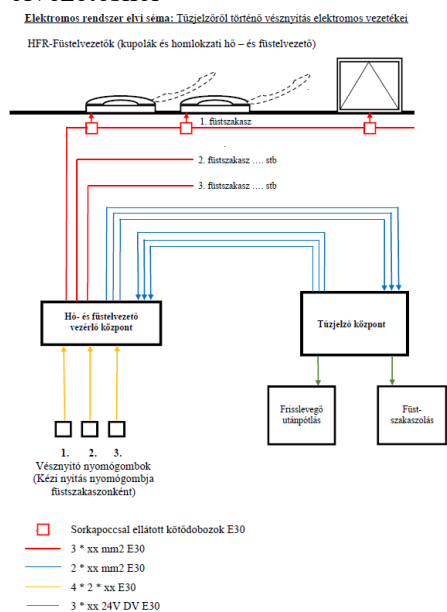 Elektromos rendszer elvi séma: Tűzjelzőről történő vésznyitás elektromos vezetékei
HFR-Füstelvezetők (kupolák és homlokzati hő – és füstelvezető)
1. füstszakasz
2. füstszakasz …. stb
3. füstszakasz …. stb
Hő- és füstelvezető
vezérlő központ
Tűzjelző központ
Frisslevegő
utánpótlás
Füst-
szakaszolás
1. 2. 3.
Vésznyitó nyomógombok
(Kézi nyitás nyomógombja
füstszakaszonként)
Sorkapoccsal ellátott kötődobozok E30
3 * xx mm2 E30
2 * xx mm2 E30
4 * 2 * xx E30
3 * xx 24V DV E30